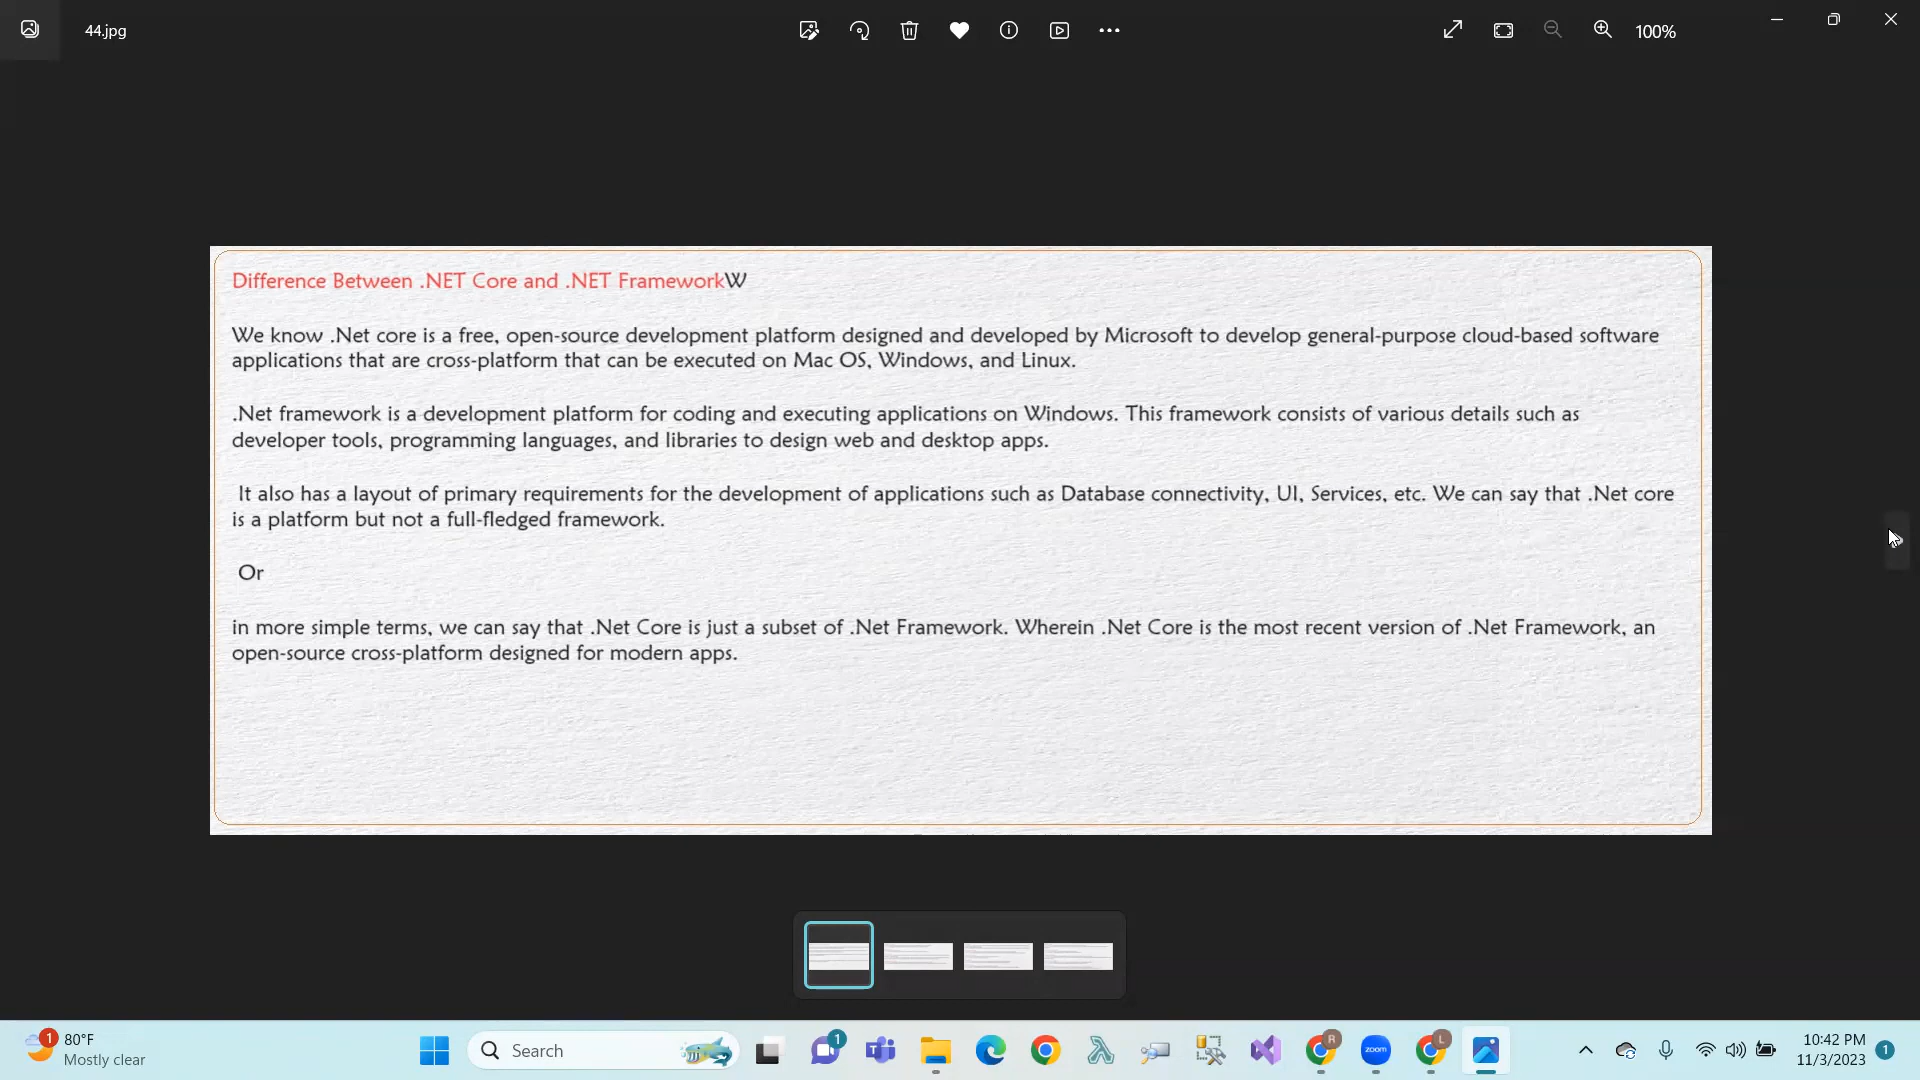 44.jpg
100%
Difference Between .NET Core and .NET FrameworkW
We know .Net core is a free, open-source development platform designed and developed by Microsoft to develop general-purpose cloud-based software
applications that are cross-platform that can be executed on Mac OS, Windows, and Linux.
.Net framework is a development platform for coding and executing applications on Windows. This framework consists of various details such as
developer tools, programming languages, and libraries to design web and desktop apps.
It also has a layout of primary requirements for the development of applications such as Database connectivity, UI, Services, etc. We can say that .Net core
is a platform but not a full-fledged framework.
Or
in more simple terms, we can say that .Net Core is just a subset of .Net Framework. Wherein .Net Core is the most recent version of .Net Framework, an
open-source cross-platform designed for modern apps.
1
80°F
Mostly clear
Search
1
R
zoom
L
10:42 PM
11/3/2023
1